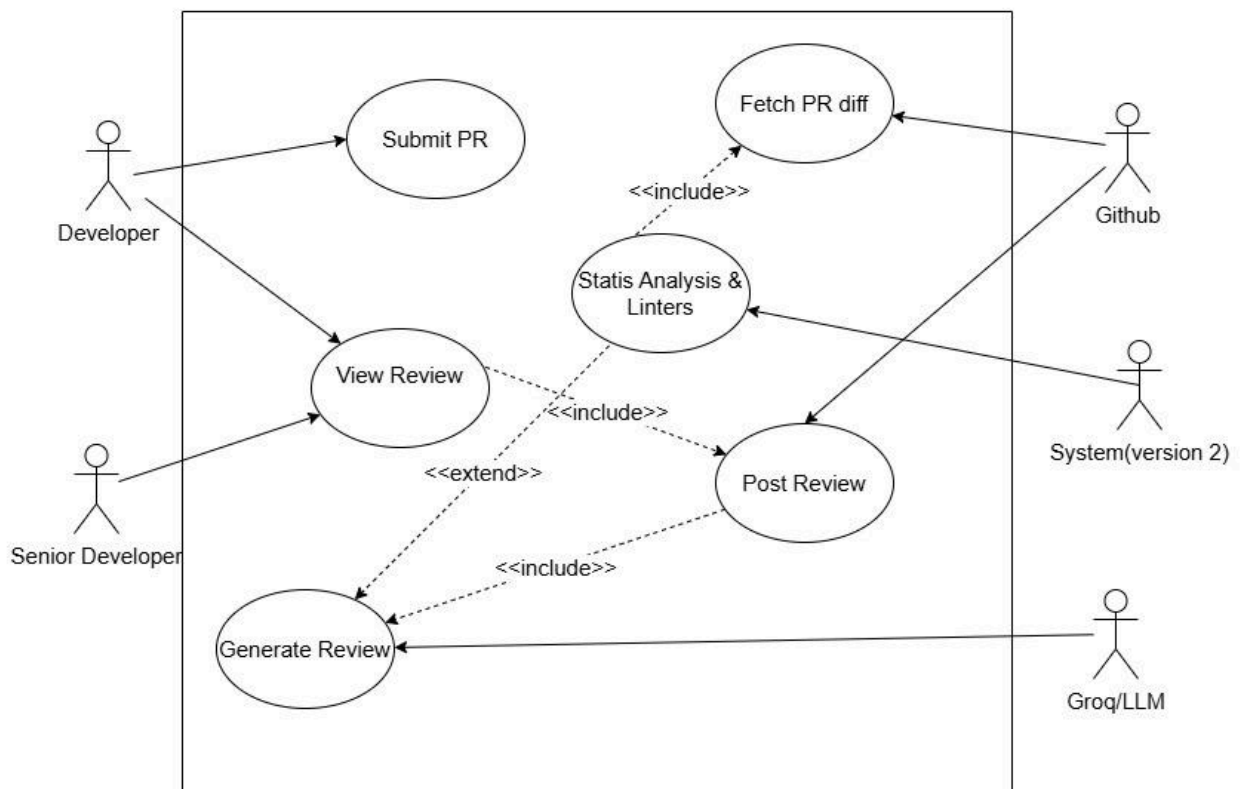 Fetch PR diff
Submit PR
<<include>>
Github
Developer
Statis Analysis &
Linters
View Review
<<include>>
System(version 2)
<<extend>>
Post Review
Senior Developer
<<include>>
Generate Review
Groq/LLM